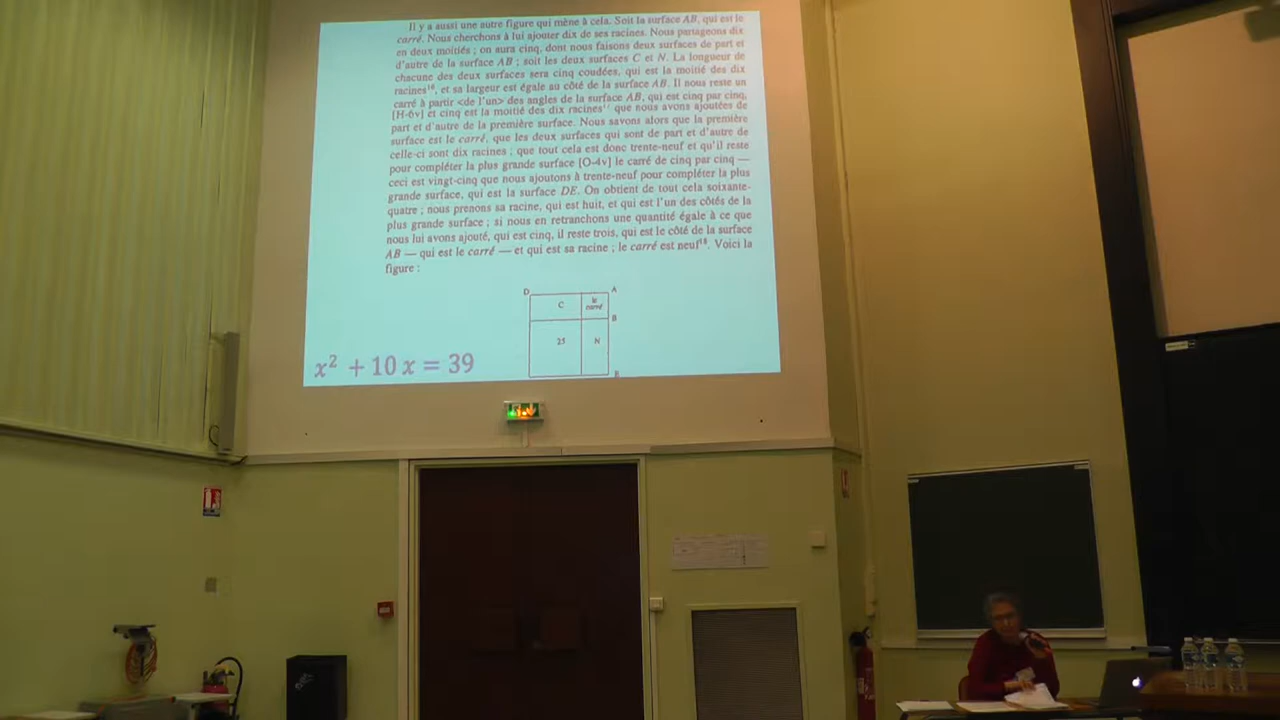 Il y a aussi une autre figure qui mène à cela. Soit la surface AB, qui est le
carré. Nous cherchons à lui ajouter dix de ses racines. Nous partageons dix
en deux moitiés ; on aura cinq, dont nous faisons deux surfaces de part et
d'autre de la surface AB ; soit les deux surfaces C et N. La longueur de
chacune des deux surfaces sera cinq coudées, qui est la moitié des dix
racines¹⁶, et sa largeur est égale au côté de la surface AB. Il nous reste un
carré à partir <de l'un> des angles de la surface AB, qui est cinq par cinq,
[H-6v] et cinq est la moitié des dix racines¹⁷ que nous avons ajoutées de
part et d'autre de la première surface. Nous savons alors que la première
surface est le carré, que les deux surfaces qui sont de part et d'autre de
celle-ci sont dix racines ; que tout cela est donc trente-neuf et qu'il reste
pour compléter la plus grande surface [O-4v] le carré de cinq par cinq —
ceci est vingt-cinq que nous ajoutons à trente-neuf pour compléter la plus
grande surface, qui est la surface DE. On obtient de tout cela soixante-
quatre ; nous prenons sa racine, qui est huit, et qui est l'un des côtés de la
plus grande surface ; si nous en retranchons une quantité égale à ce que
nous lui avons ajouté, qui est cinq, il reste trois, qui est le côté de la surface
AB — qui est le carré — et qui est sa racine ; le carré est neuf¹⁸. Voici la
figure :
D A
C le
carré
B
25 N
E
x² + 10 x = 39